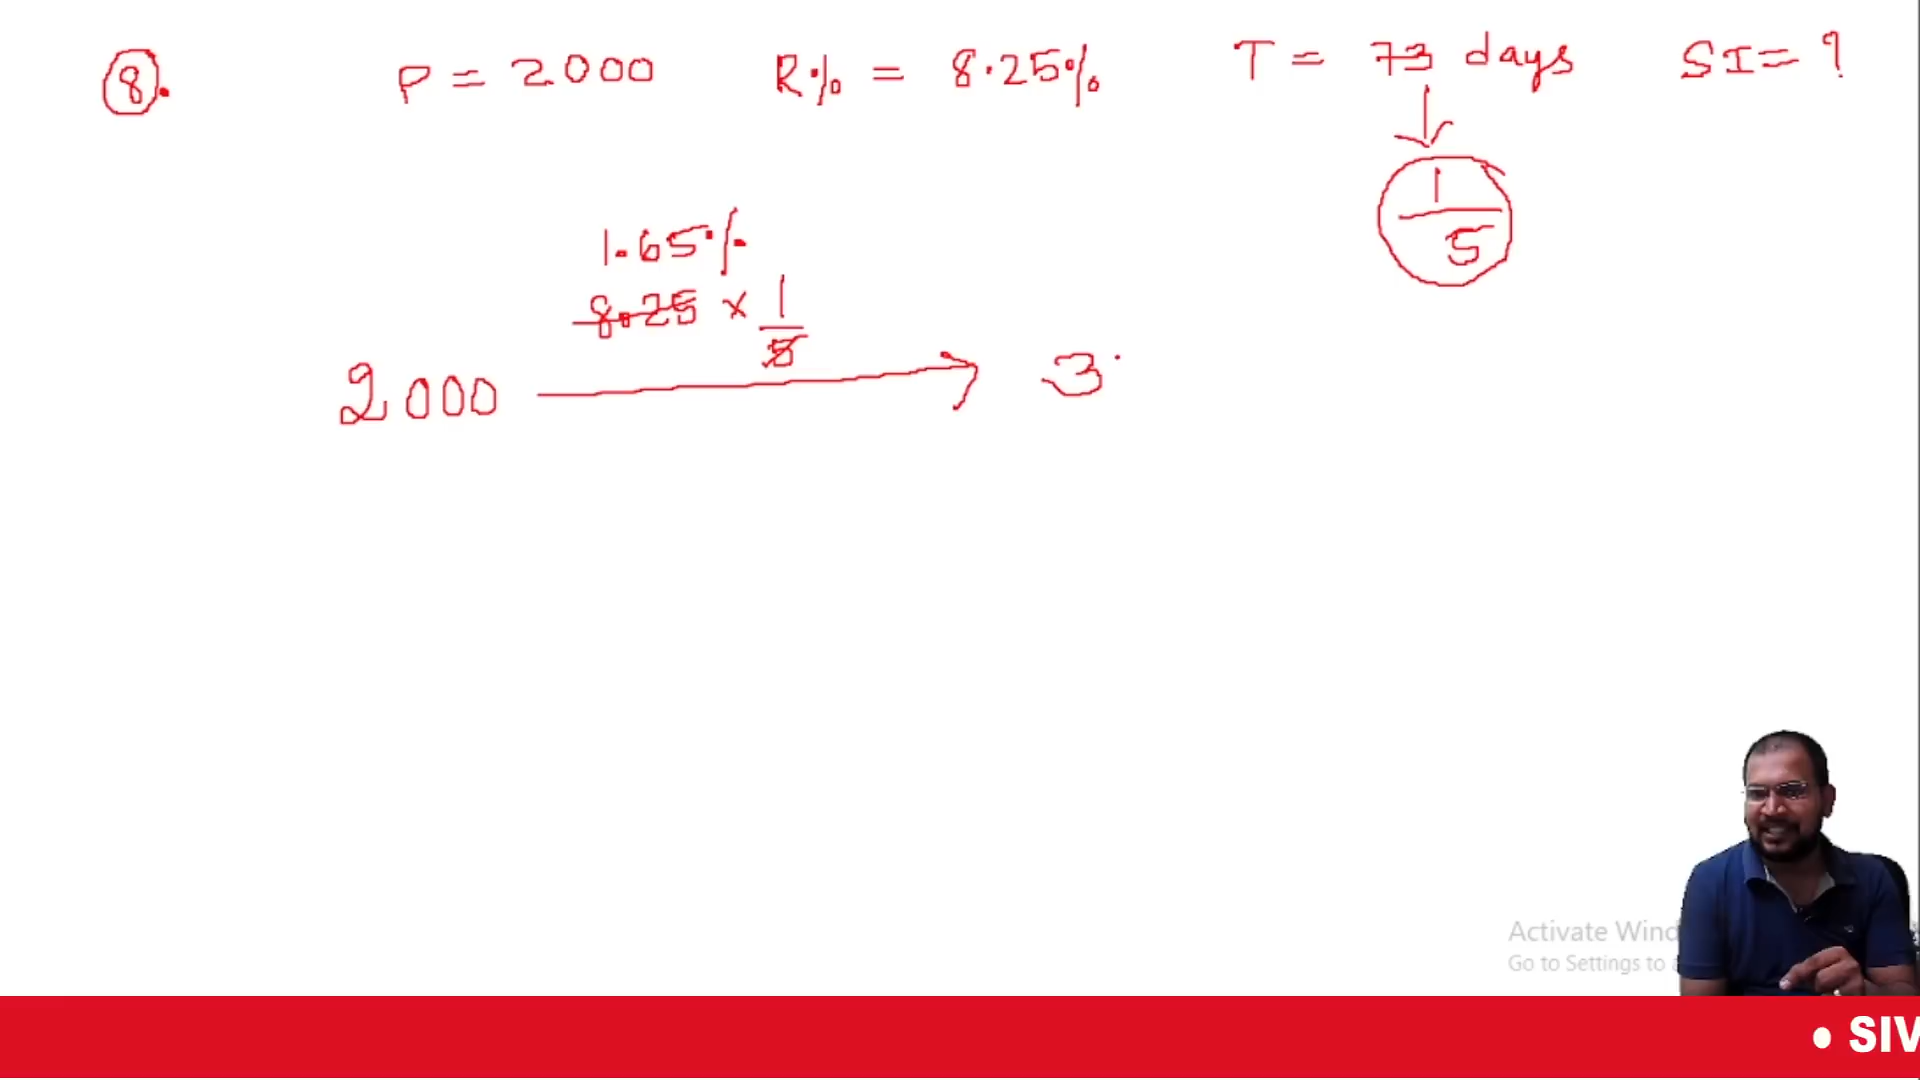 8. P = 2000 R% = 8.25% T = 73 days SI = ?
1/5
1.65%
8.25 × 1/5
2000 → 3
Activate Wind
Go to Settings to a
• SIV